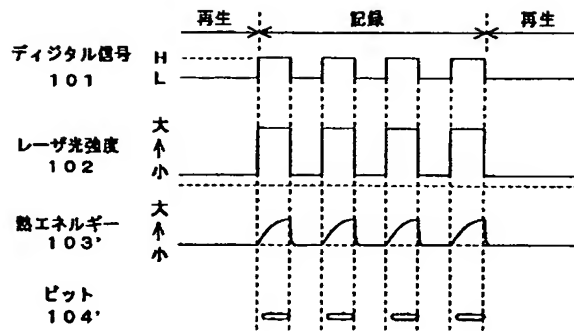 再生 記録 再生
ディジタル信号 H
101 L
レーザ光強度 大
102 小
熱エネルギー 大
103' 小
ピット
104'